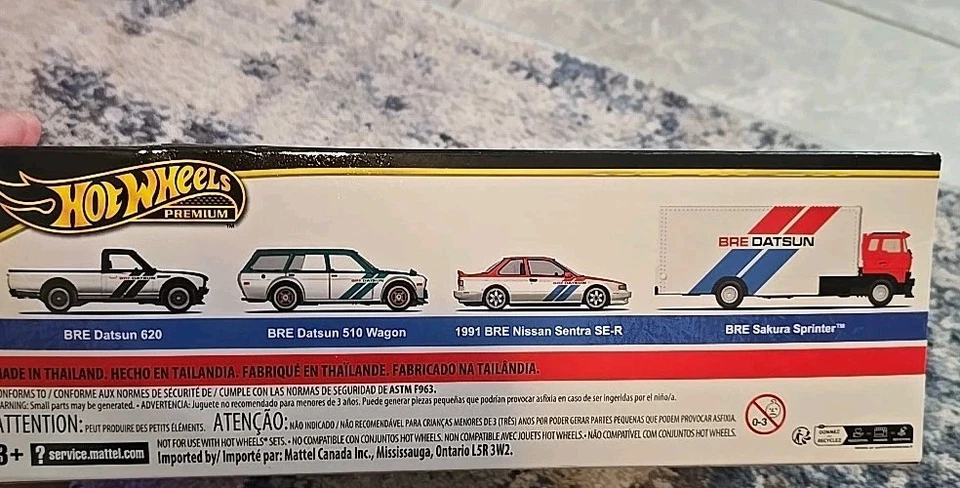 HOT WHEELS
PREMIUM™
BRE DATSUN
BRE Datsun 620
BRE Datsun 510 Wagon
1991 BRE Nissan Sentra SE-R
BRE Sakura Sprinter™
MADE IN THAILAND. HECHO EN TAILANDIA. FABRIQUÉ EN THAÏLANDE. FABRICADO NA TAILÂNDIA.
CONFORMS TO / CONFORME AUX NORMES DE SÉCURITÉ DE / CUMPLE CON LAS NORMAS DE SEGURIDAD DE ASTM F963.
WARNING: Small parts may be generated. • ADVERTENCIA: Juguete no recomendado para menores de 3 años. Puede generar piezas pequeñas que podrían provocar asfixia en caso de ser ingeridas por el niño/a.
ATTENTION: PEUT PRODUIRE DES PETITS ÉLÉMENTS. ATENÇÃO: NÃO INDICADO / NÃO RECOMENDÁVEL PARA CRIANÇAS MENORES DE 3 (TRÊS) ANOS POR PODER GERAR PARTES PEQUENAS QUE PODEM PROVOCAR ASFIXIA.
0-3
3+ ? service.mattel.com
NOT FOR USE WITH HOT WHEELS® SETS. • NO COMPATIBLE CON CONJUNTOS HOT WHEELS. NON COMPATIBLE AVEC JOUETS HOT WHEELS. • NÃO COMPATÍVEL COM CONJUNTOS HOT WHEELS.
Imported by/ Importé par: Mattel Canada Inc., Mississauga, Ontario L5R 3W2.